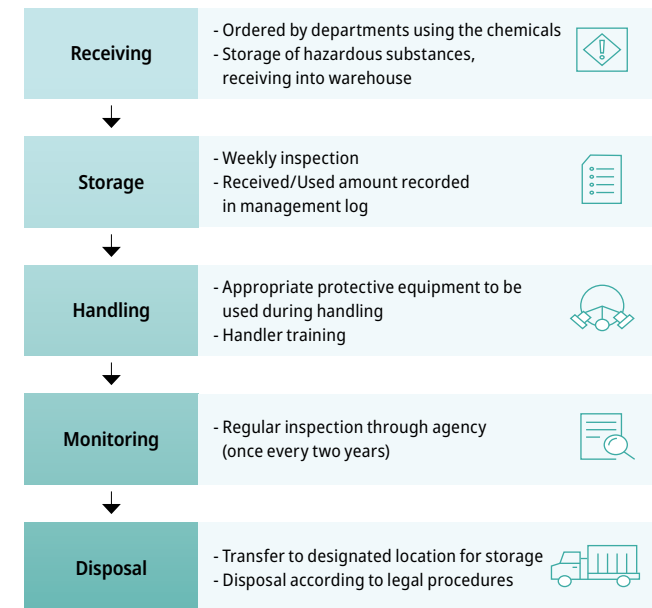 Receiving
- Ordered by departments using the chemicals
- Storage of hazardous substances,
receiving into warehouse
Storage
- Weekly inspection
- Received/Used amount recorded
in management log
Handling
- Appropriate protective equipment to be
used during handling
- Handler training
Monitoring
- Regular inspection through agency
(once every two years)
Disposal
- Transfer to designated location for storage
- Disposal according to legal procedures